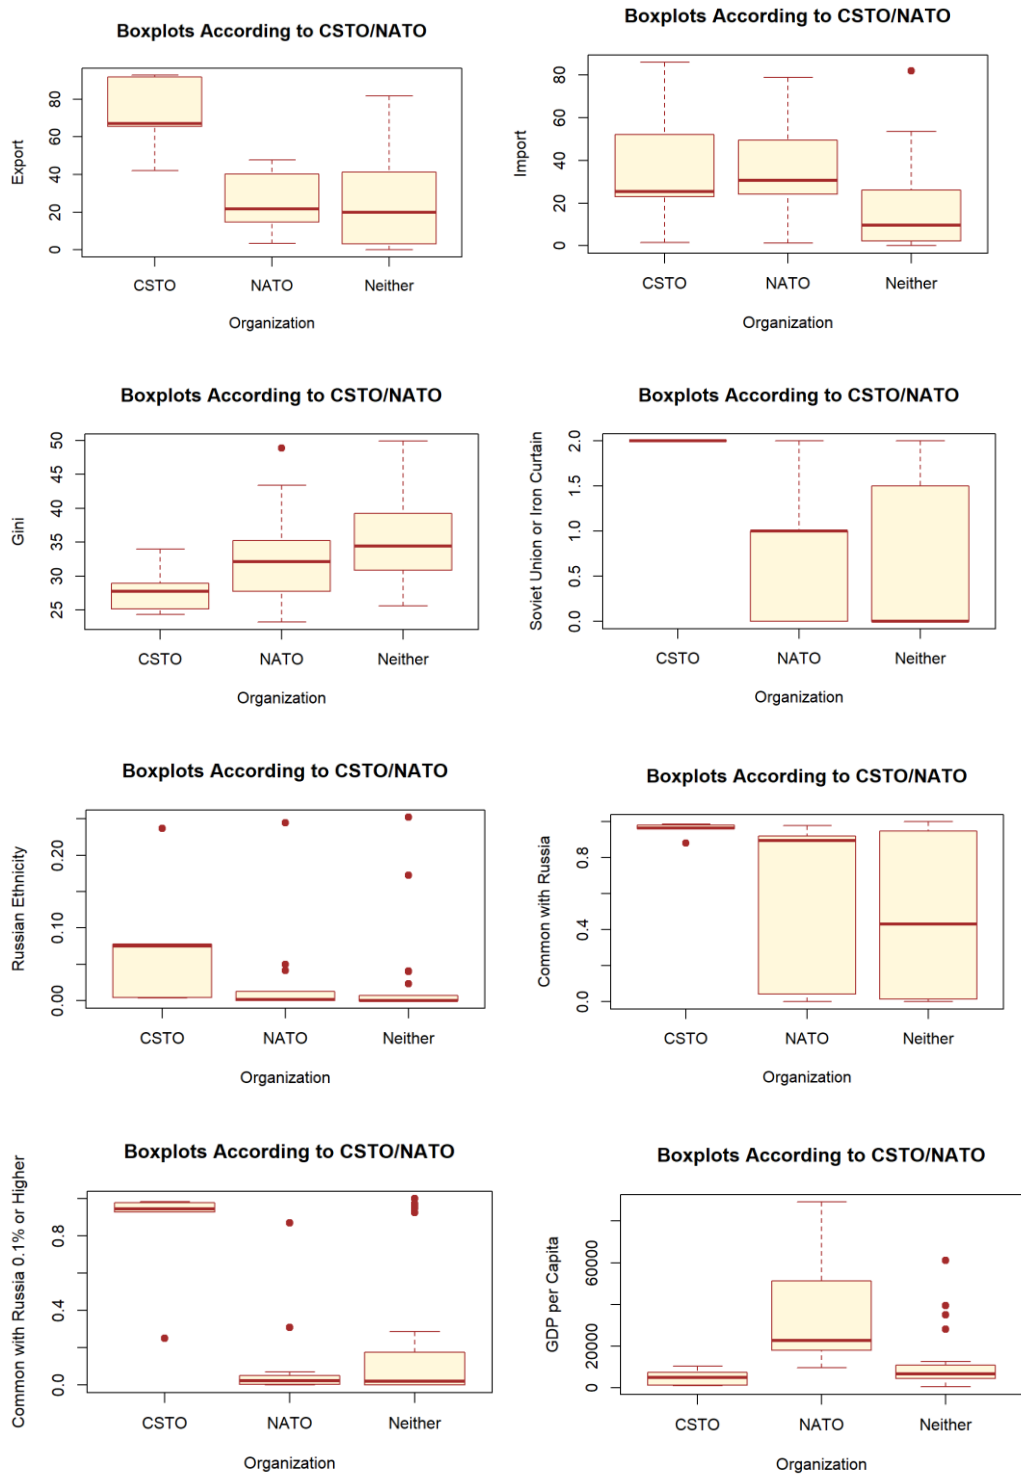 Boxplots According to CSTO/NATO
Export
0 20 40 60 80
CSTO NATO Neither
Organization
Boxplots According to CSTO/NATO
Import
0 20 40 60 80
CSTO NATO Neither
Organization
Boxplots According to CSTO/NATO
Gini
25 30 35 40 45 50
CSTO NATO Neither
Organization
Boxplots According to CSTO/NATO
Soviet Union or Iron Curtain
0.0 0.5 1.0 1.5 2.0
CSTO NATO Neither
Organization
Boxplots According to CSTO/NATO
Russian Ethnicity
0.00 0.10 0.20
CSTO NATO Neither
Organization
Boxplots According to CSTO/NATO
Common with Russia
0.0 0.4 0.8
CSTO NATO Neither
Organization
Boxplots According to CSTO/NATO
Common with Russia 0.1% or Higher
0.0 0.4 0.8
CSTO NATO Neither
Organization
Boxplots According to CSTO/NATO
GDP per Capita
0 20000 60000
CSTO NATO Neither
Organization